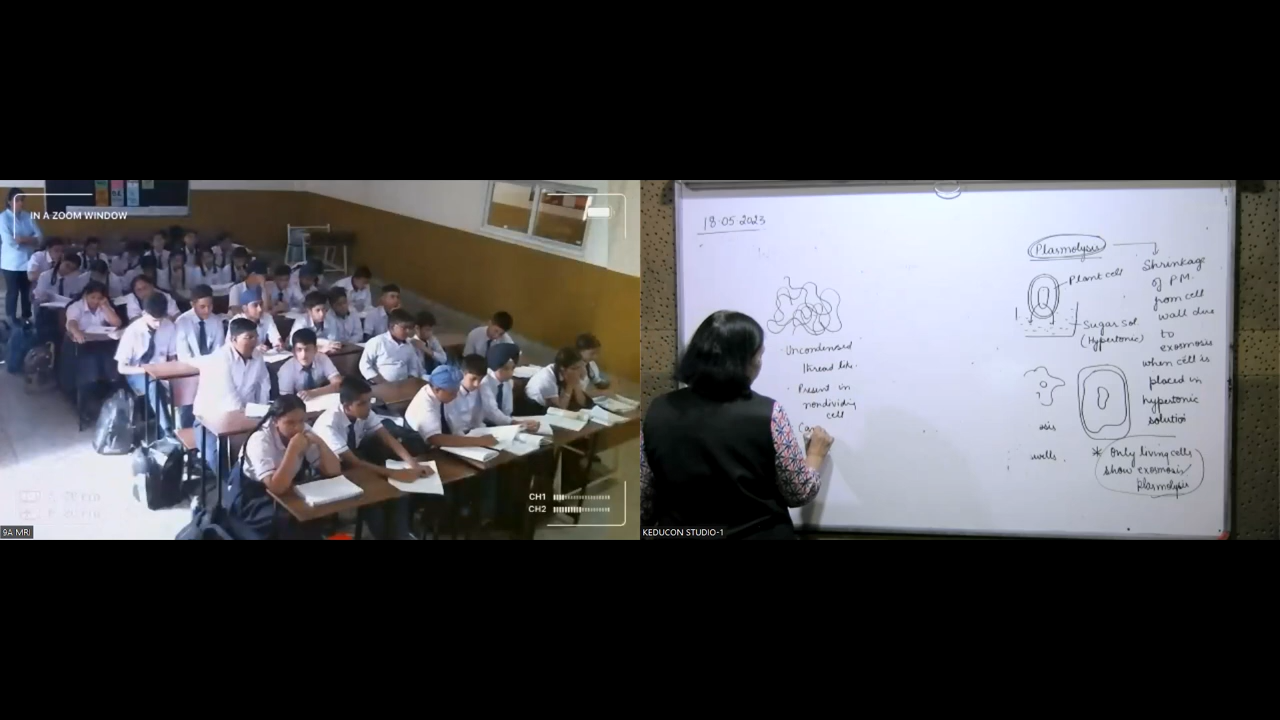 IN A ZOOM WINDOW
CH1
CH2
9A MRI
18-05-2023
Uncondensed
thread like
Present in
nondividing
cell
(a
Plasmolysis
Plant cell
Sugar Sol.
(Hypertonic)
Shrinkage
of P.M.
from cell
wall due
to
exosmosis
when cell is
placed in
hypertonic
solution
osis
wells
* Only living cells
show exosmosis/
plasmolysis
KEDUCON STUDIO-1